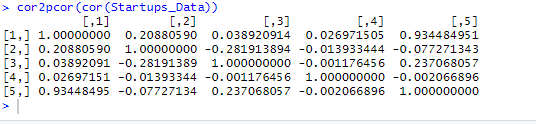 > cor2pcor(cor(Startups_Data))
[,1] [,2] [,3] [,4] [,5]
[1,] 1.00000000 0.20880590 0.038920914 0.026971505 0.934484951
[2,] 0.20880590 1.00000000 -0.281913894 -0.013933444 -0.077271343
[3,] 0.03892091 -0.28191389 1.000000000 -0.001176456 0.237068057
[4,] 0.02697151 -0.01393344 -0.001176456 1.000000000 -0.002066896
[5,] 0.93448495 -0.07727134 0.237068057 -0.002066896 1.000000000
>